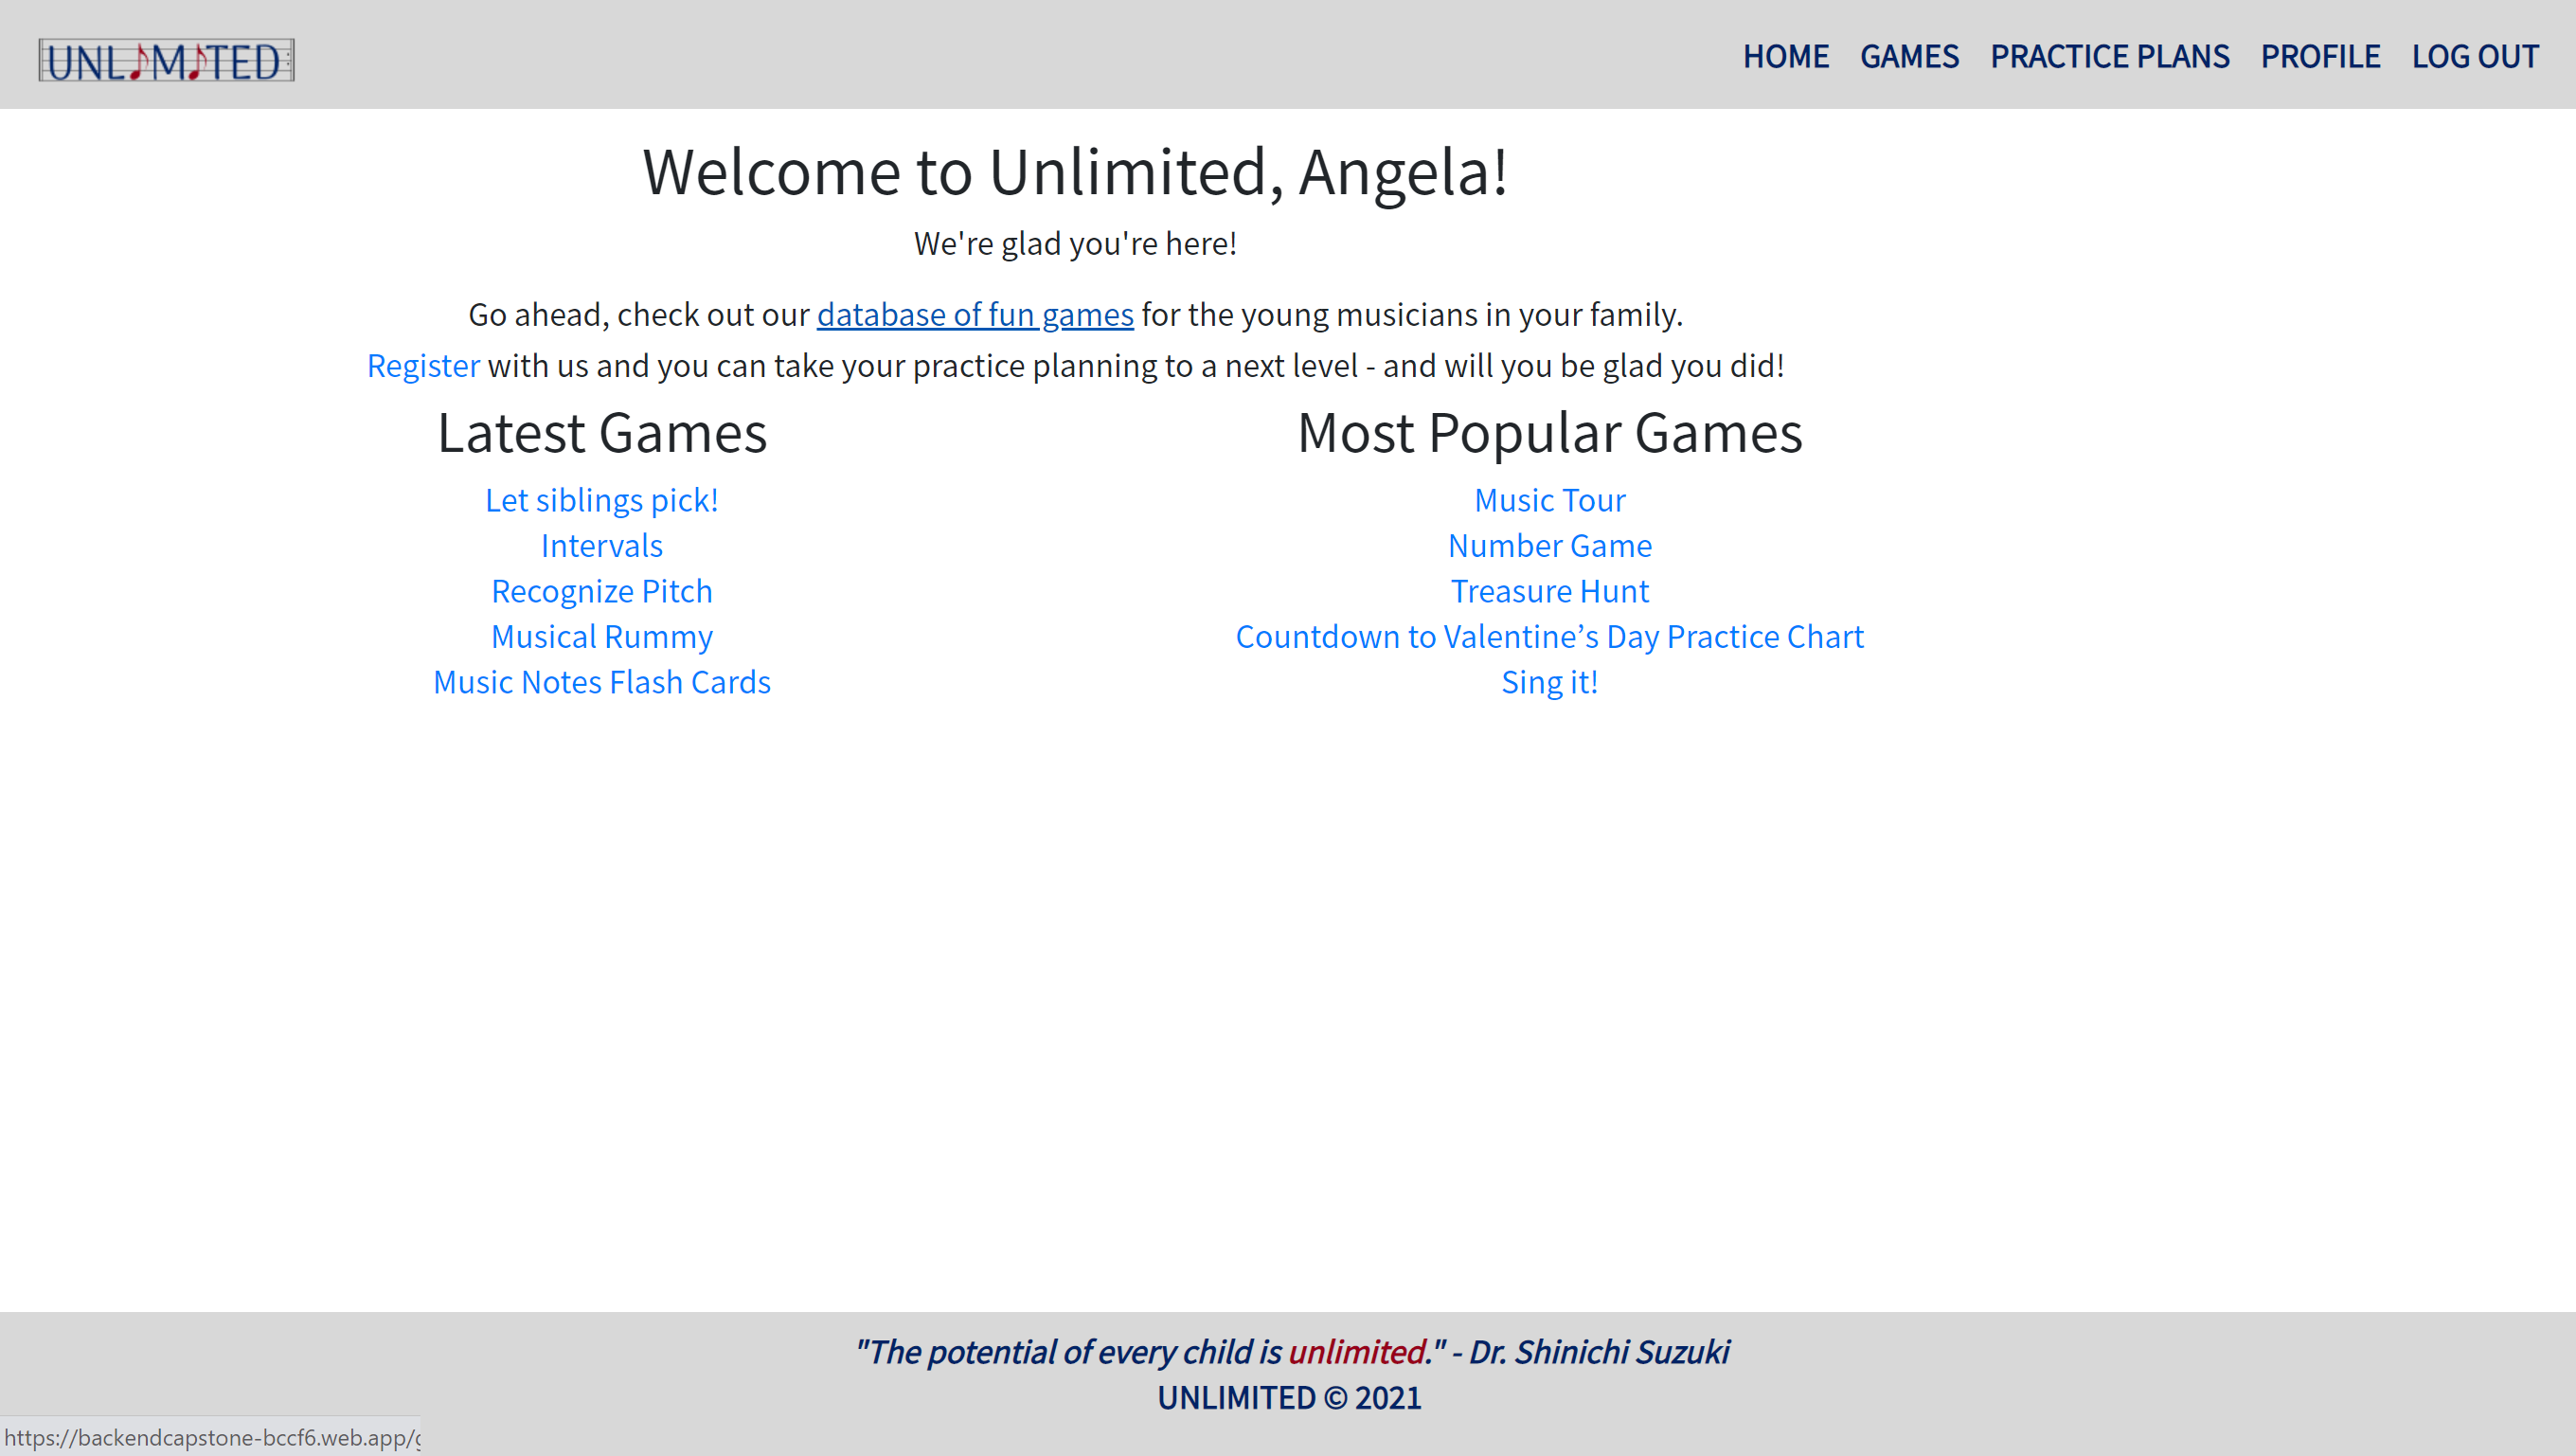 UNLIMITED
HOME GAMES PRACTICE PLANS PROFILE LOG OUT
Welcome to Unlimited, Angela!
We're glad you're here!
Go ahead, check out our database of fun games for the young musicians in your family.
Register with us and you can take your practice planning to a next level - and will you be glad you did!
Latest Games
Let siblings pick!
Intervals
Recognize Pitch
Musical Rummy
Music Notes Flash Cards
Most Popular Games
Music Tour
Number Game
Treasure Hunt
Countdown to Valentine’s Day Practice Chart
Sing it!
"The potential of every child is unlimited." - Dr. Shinichi Suzuki
UNLIMITED © 2021
https://backendcapstone-bccf6.web.app/g